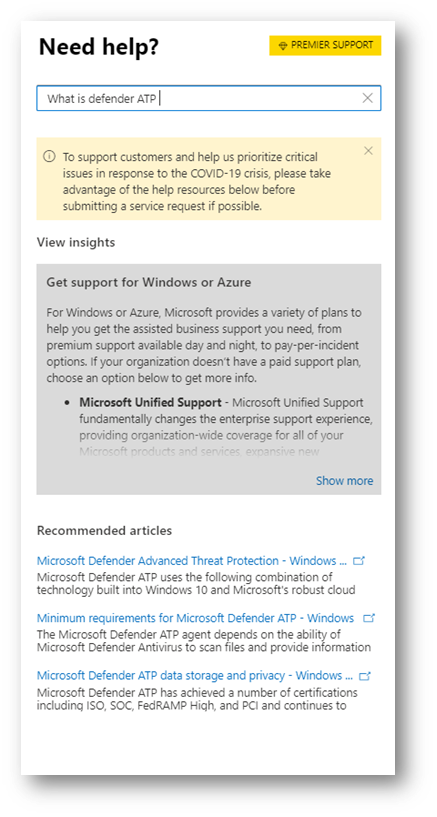 Need help?
PREMIER SUPPORT
What is defender ATP
To support customers and help us prioritize critical
issues in response to the COVID-19 crisis, please take
advantage of the help resources below before
submitting a service request if possible.
View insights
Get support for Windows or Azure
For Windows or Azure, Microsoft provides a variety of plans to
help you get the assisted business support you need, from
premium support available day and night, to pay-per-incident
options. If your organization doesn't have a paid support plan,
choose an option below to get more info.
• Microsoft Unified Support - Microsoft Unified Support
fundamentally changes the enterprise support experience,
providing organization-wide coverage for all of your
Microsoft products and services, expansive new
Show more
Recommended articles
Microsoft Defender Advanced Threat Protection - Windows ...
Microsoft Defender ATP uses the following combination of
technology built into Windows 10 and Microsoft's robust cloud
Minimum requirements for Microsoft Defender ATP - Windows
The Microsoft Defender ATP agent depends on the ability of
Microsoft Defender Antivirus to scan files and provide information
Microsoft Defender ATP data storage and privacy - Windows ...
Microsoft Defender ATP has achieved a number of certifications
including ISO, SOC, FedRAMP High, and PCI and continues to